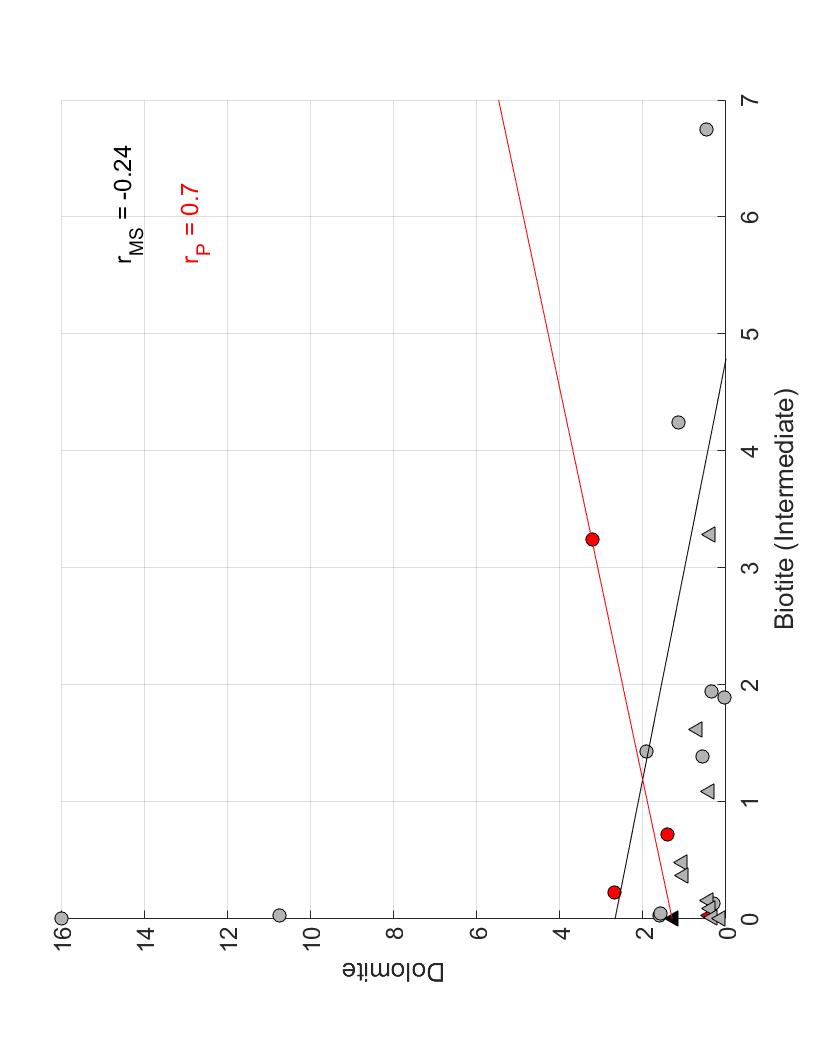 16
14
12
10
8
6
4
2
0
Dolomite
r_MS = -0.24
r_P = 0.7
0 1 2 3 4 5 6 7
Biotite (Intermediate)